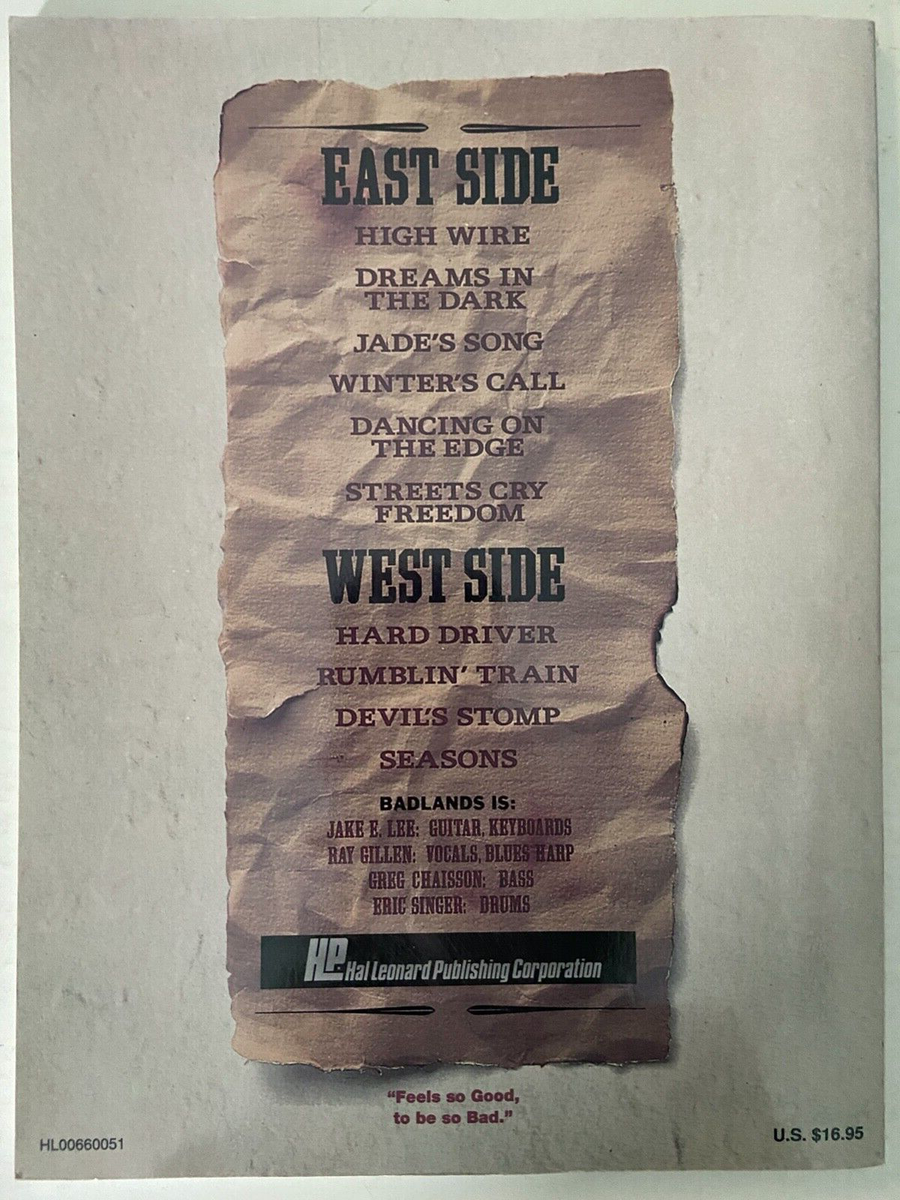 EAST SIDE
HIGH WIRE
DREAMS IN
THE DARK
JADE'S SONG
WINTER'S CALL
DANCING ON
THE EDGE
STREETS CRY
FREEDOM
WEST SIDE
HARD DRIVER
RUMBLIN' TRAIN
DEVIL'S STOMP
SEASONS
BADLANDS IS:
JAKE E. LEE: GUITAR, KEYBOARDS
RAY GILLEN: VOCALS, BLUES HARP
GREG CHAISSON: BASS
ERIC SINGER: DRUMS
HLP Hal Leonard Publishing Corporation
"Feels so Good,
to be so Bad."
HL00660051
U.S. $16.95